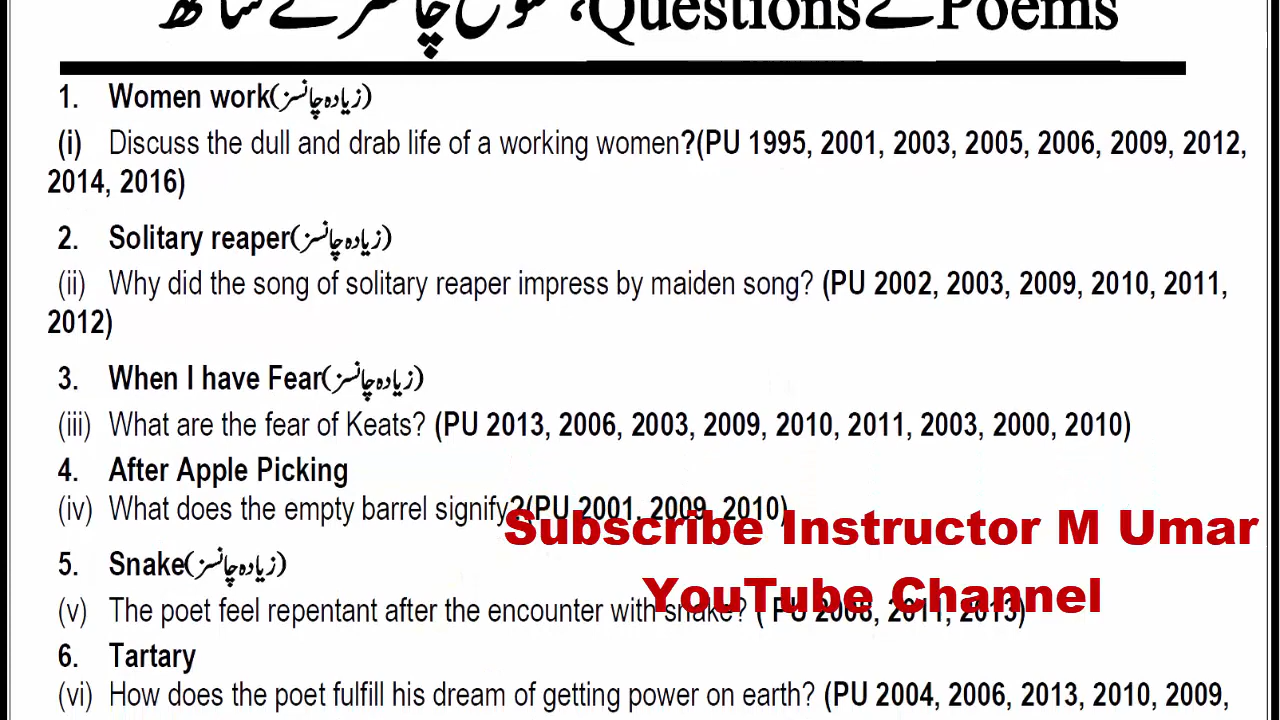 Poems کے Questions، چانسز کے ساتھ
1. Women work(زیادہ چانسز)
(i) Discuss the dull and drab life of a working women?(PU 1995, 2001, 2003, 2005, 2006, 2009, 2012,
2014, 2016)
2. Solitary reaper(زیادہ چانسز)
(ii) Why did the song of solitary reaper impress by maiden song? (PU 2002, 2003, 2009, 2010, 2011,
2012)
3. When I have Fear(زیادہ چانسز)
(iii) What are the fear of Keats? (PU 2013, 2006, 2003, 2009, 2010, 2011, 2003, 2000, 2010)
4. After Apple Picking
(iv) What does the empty barrel signify?(PU 2001, 2009, 2010)
Subscribe Instructor M Umar
5. Snake(زیادہ چانسز)
YouTube Channel
(v) The poet feel repentant after the encounter with snake? ( PU 2008, 2011, 2013)
6. Tartary
(vi) How does the poet fulfill his dream of getting power on earth? (PU 2004, 2006, 2013, 2010, 2009,